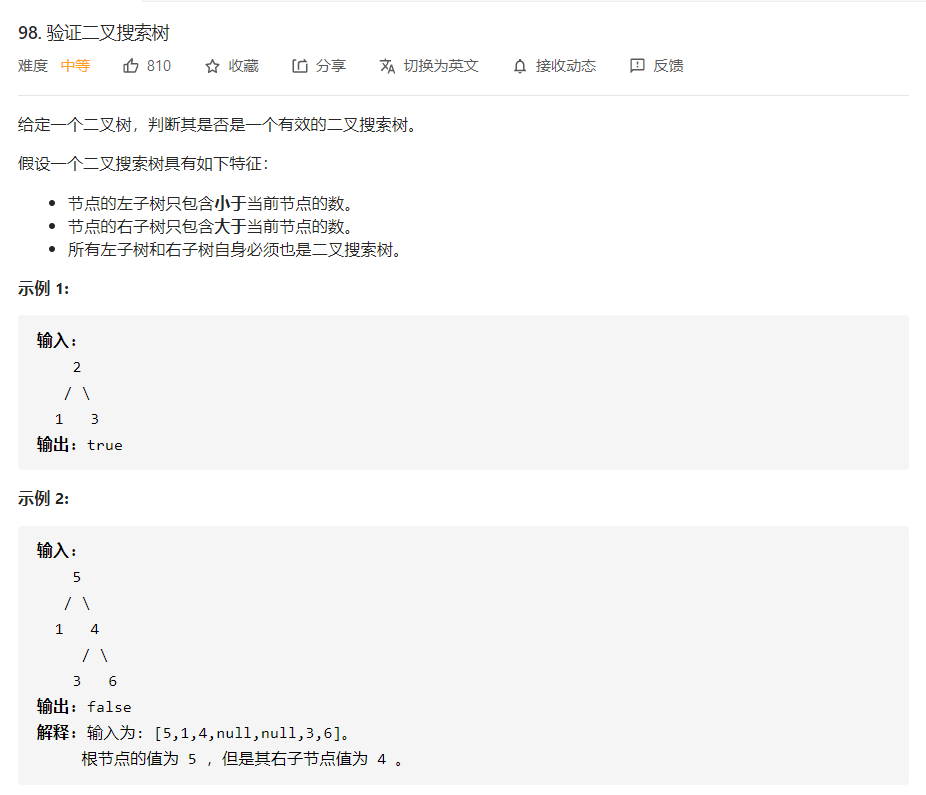 98. 验证二叉搜索树
难度 中等 810 收藏 分享 切换为英文 接收动态 反馈
给定一个二叉树，判断其是否是一个有效的二叉搜索树。
假设一个二叉搜索树具有如下特征：
• 节点的左子树只包含小于当前节点的数。
• 节点的右子树只包含大于当前节点的数。
• 所有左子树和右子树自身必须也是二叉搜索树。
示例 1:
输入:
    2
   / \
  1   3
输出: true
示例 2:
输入:
    5
   / \
  1   4
     / \
    3   6
输出: false
解释: 输入为: [5,1,4,null,null,3,6]。
     根节点的值为 5 ，但是其右子节点值为 4 。